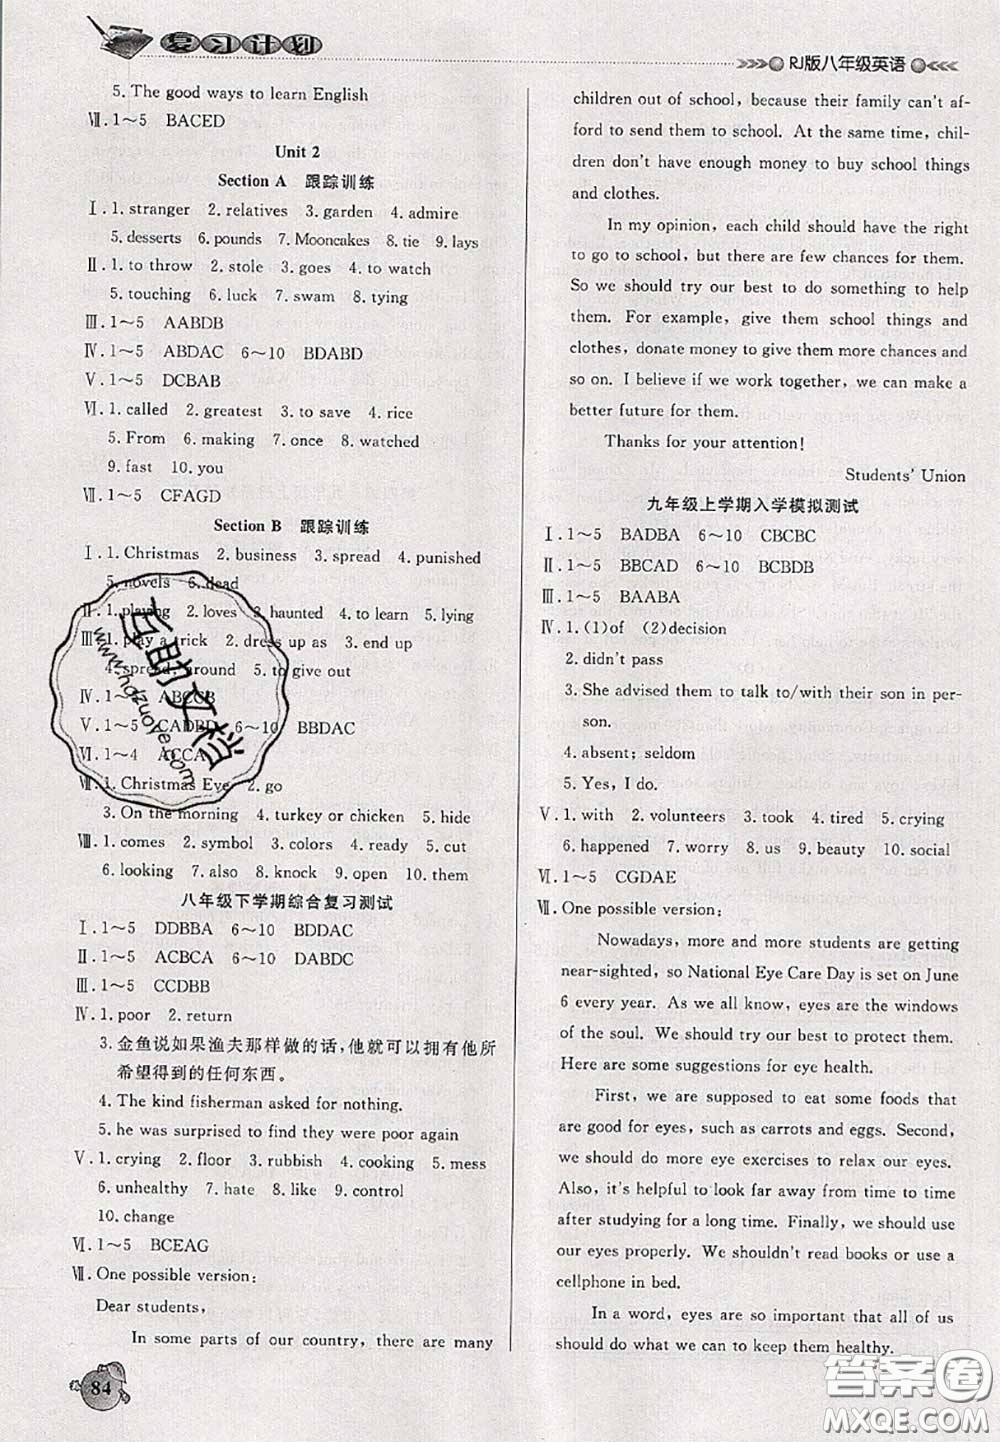 复习计划
RJ版八年级英语
5. The good ways to learn English
Ⅶ. 1～5 BACED
Unit 2
Section A 跟踪训练
Ⅰ. 1. stranger 2. relatives 3. garden 4. admire
5. desserts 6. pounds 7. Mooncakes 8. tie 9. lays
Ⅱ. 1. to throw 2. stole 3. goes 4. to watch
5. touching 6. luck 7. swam 8. tying
Ⅲ. 1～5 AABDB
Ⅳ. 1～5 ABDAC 6～10 BDABD
Ⅴ. 1～5 DCBAB
Ⅵ. 1. called 2. greatest 3. to save 4. rice
5. From 6. making 7. once 8. watched
9. fast 10. you
Ⅶ. 1～5 CFAGD
Section B 跟踪训练
Ⅰ. 1. Christmas 2. business 3. spread 4. punished
5. novels 6. dead
Ⅱ. 1. playing 2. loves 3. haunted 4. to learn 5. lying
Ⅲ. 1. play a trick 2. dress up as 3. end up
4. spread; around 5. to give out
Ⅳ. 1～5 ABCCB
Ⅴ. 1～5 CADBD 6～10 BBDAC
Ⅵ. 1～4 ACCA
Ⅶ. 1. Christmas Eve 2. go
3. On the morning 4. turkey or chicken 5. hide
Ⅷ. 1. comes 2. symbol 3. colors 4. ready 5. cut
6. looking 7. also 8. knock 9. open 10. them
八年级下学期综合复习测试
Ⅰ. 1～5 DDBBA 6～10 BDDAC
Ⅱ. 1～5 ACBCA 6～10 DABDC
Ⅲ. 1～5 CCDBB
Ⅳ. 1. poor 2. return
3. 金鱼说如果渔夫那样做的话,他就可以拥有他所
希望得到的任何东西。
4. The kind fisherman asked for nothing.
5. he was surprised to find they were poor again
Ⅴ. 1. crying 2. floor 3. rubbish 4. cooking 5. mess
6. unhealthy 7. hate 8. like 9. control
10. change
Ⅵ. 1～5 BCEAG
Ⅶ. One possible version:
Dear students,
In some parts of our country, there are many
84
children out of school, because their family can't af-
ford to send them to school. At the same time, chil-
dren don't have enough money to buy school things
and clothes.
In my opinion, each child should have the right
to go to school, but there are few chances for them.
So we should try our best to do something to help
them. For example, give them school things and
clothes, donate money to give them more chances and
so on. I believe if we work together, we can make a
better future for them.
Thanks for your attention!
Students' Union
九年级上学期入学模拟测试
Ⅰ. 1～5 BADBA 6～10 CBCBC
Ⅱ. 1～5 BBCAD 6～10 BCBDB
Ⅲ. 1～5 BAABA
Ⅳ. 1. (1)of (2)decision
2. didn't pass
3. She advised them to talk to/with their son in per-
son.
4. absent; seldom
5. Yes, I do.
Ⅴ. 1. with 2. volunteers 3. took 4. tired 5. crying
6. happened 7. worry 8. us 9. beauty 10. social
Ⅵ. 1～5 CGDAE
Ⅶ. One possible version:
Nowadays, more and more students are getting
near-sighted, so National Eye Care Day is set on June
6 every year. As we all know, eyes are the windows
of the soul. We should try our best to protect them.
Here are some suggestions for eye health.
First, we are supposed to eat some foods that
are good for eyes, such as carrots and eggs. Second,
we should do more eye exercises to relax our eyes.
Also, it's helpful to look far away from time to time
after studying for a long time. Finally, we should use
our eyes properly. We shouldn't read books or use a
cellphone in bed.
In a word, eyes are so important that all of us
should do what we can to keep them healthy.
百助文档
www.hdzuoye.com
答案圈
MXQE.COM